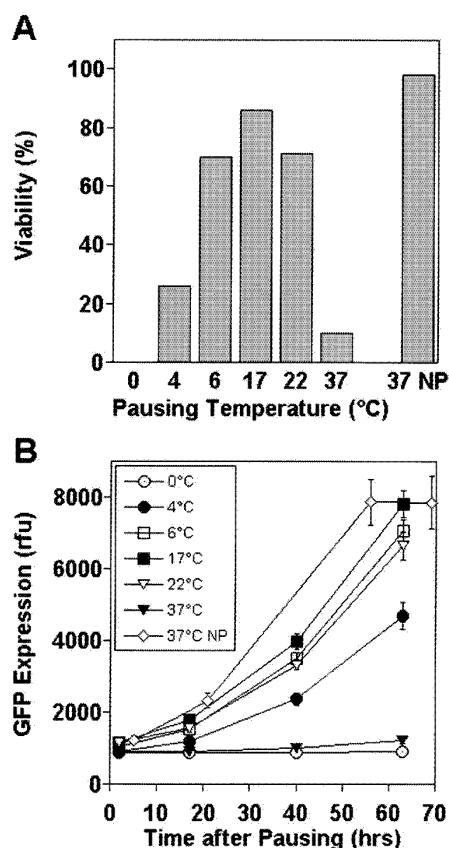 A
Viability (%)
100
80
60
40
20
0
0 4 6 17 22 37 37 NP
Pausing Temperature (°C)
B
GFP Expression (rfu)
8000
6000
4000
2000
0
0°C
4°C
6°C
17°C
22°C
37°C
37°C NP
0 10 20 30 40 50 60 70
Time after Pausing (hrs)